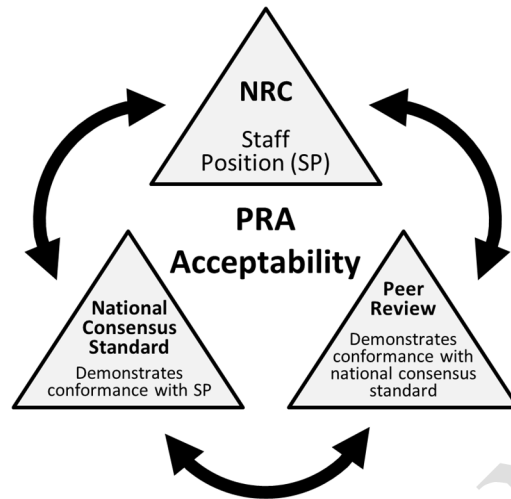 NRC
Staff
Position (SP)
PRA
Acceptability
National
Consensus
Standard
Demonstrates
conformance with SP
Peer
Review
Demonstrates
conformance with
national consensus
standard